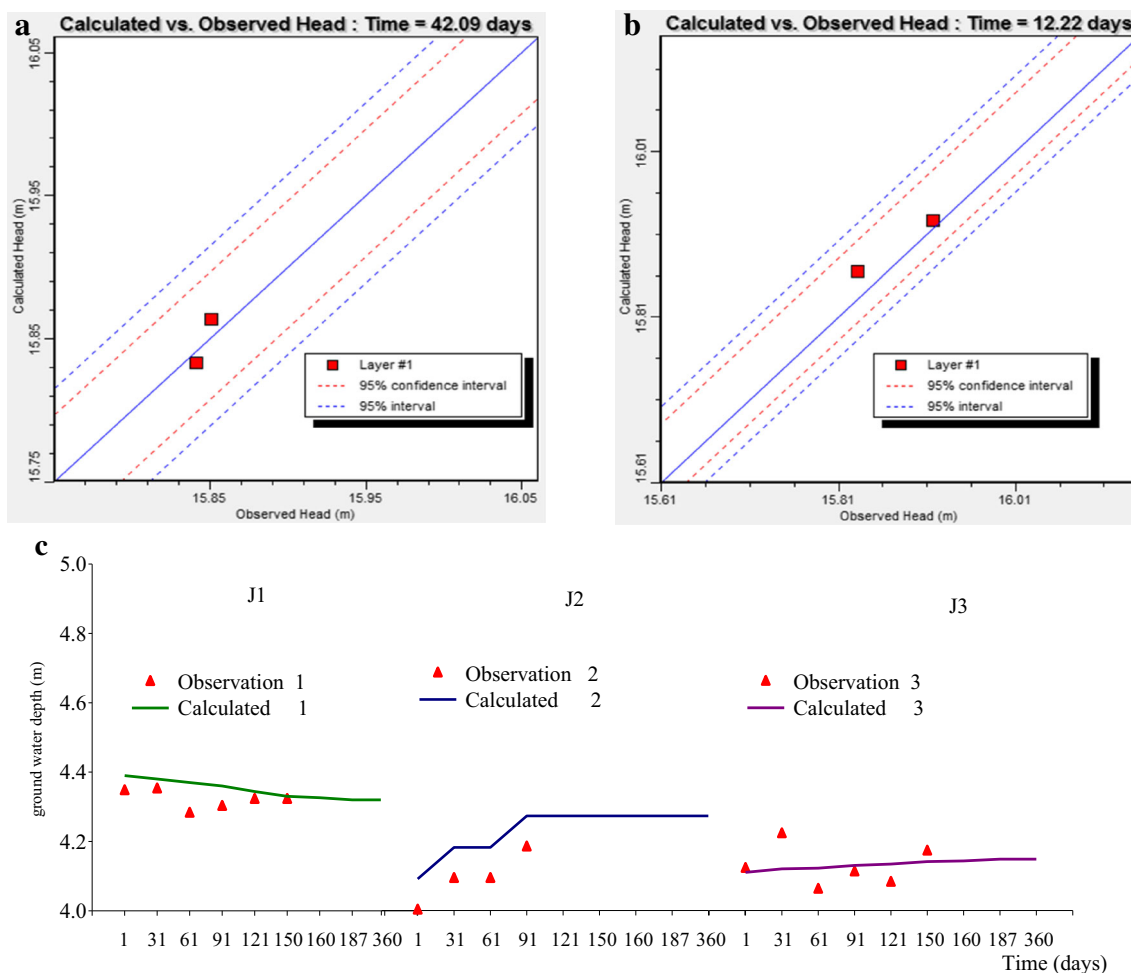 a
Calculated vs. Observed Head : Time = 42.09 days
16.05
15.95
15.85
15.75
Calculated Head (m)
Layer #1
95% confidence interval
95% interval
15.85 15.95 16.05
Observed Head (m)
b
Calculated vs. Observed Head : Time = 12.22 days
16.01
15.81
15.61
Calculated Head (m)
Layer #1
95% confidence interval
95% interval
15.61 15.81 16.01
Observed Head (m)
c
5.0
4.8
4.6
4.4
4.2
4.0
ground water depth (m)
J1
Observation 1
Calculated 1
J2
Observation 2
Calculated 2
J3
Observation 3
Calculated 3
1 31 61 91 121 150 160 187 360
1 31 61 91 121 150 160 187 360
1 31 61 91 121 150 160 187 360
Time (days)